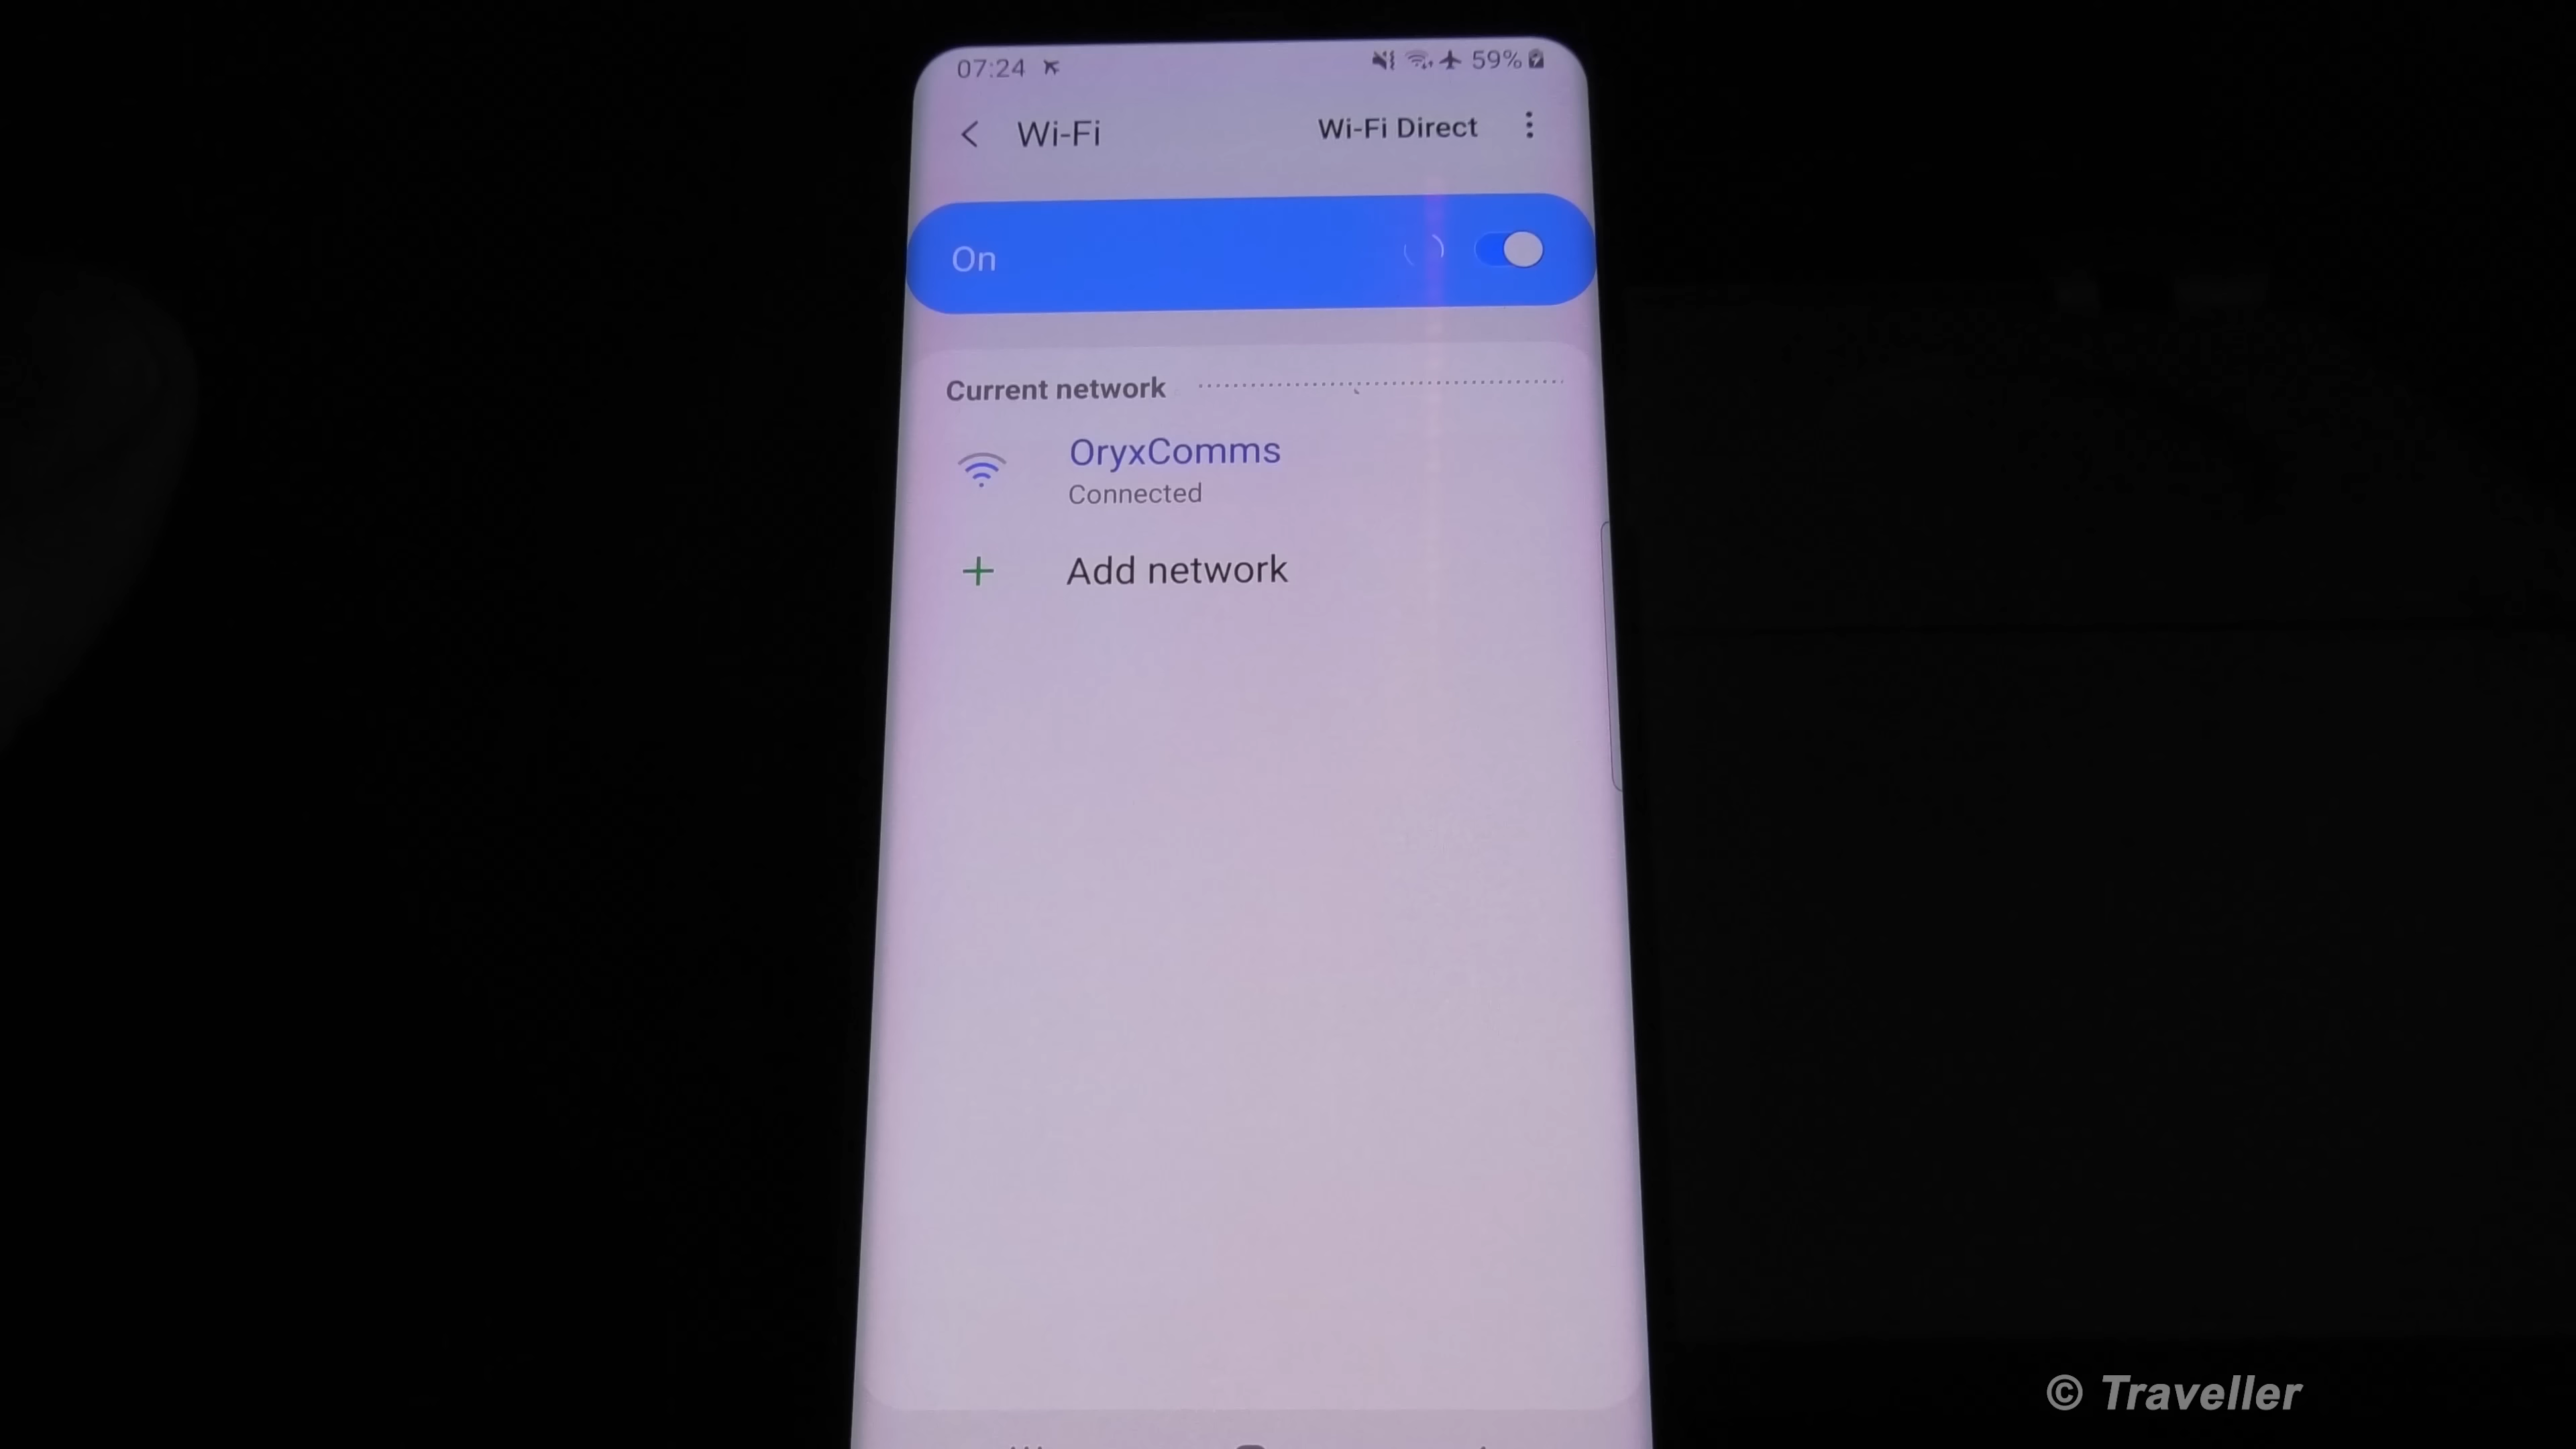 07:24
59%
Wi-Fi
Wi-Fi Direct
On
Current network
OryxComms
Connected
Add network
© Traveller